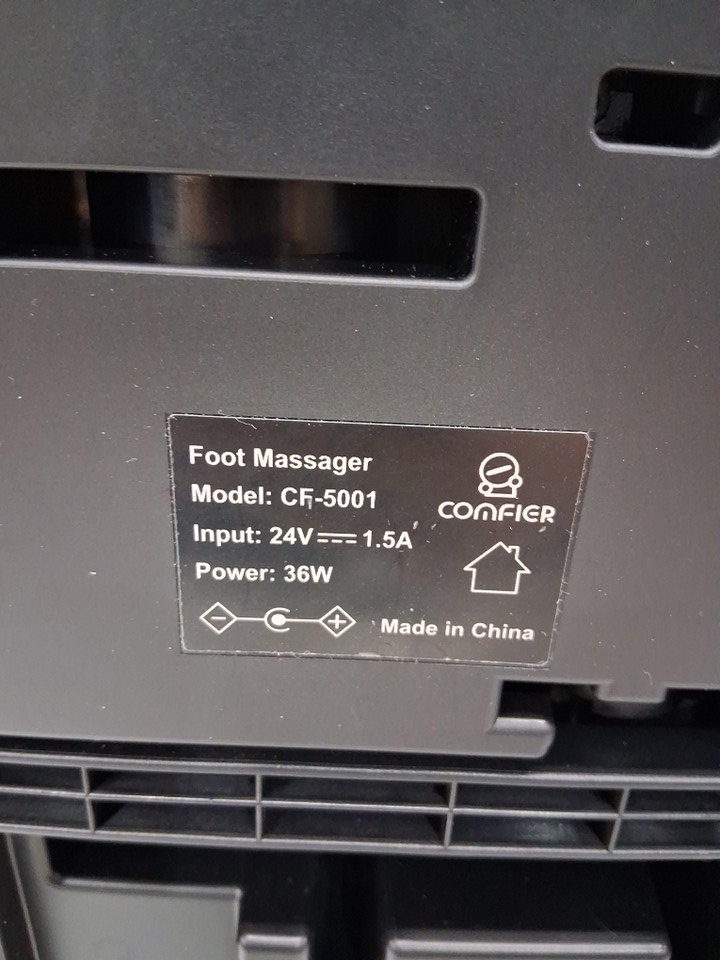 Foot Massager
Model: CF-5001
Input: 24V⎓1.5A
Power: 36W
COMFIER
Made in China